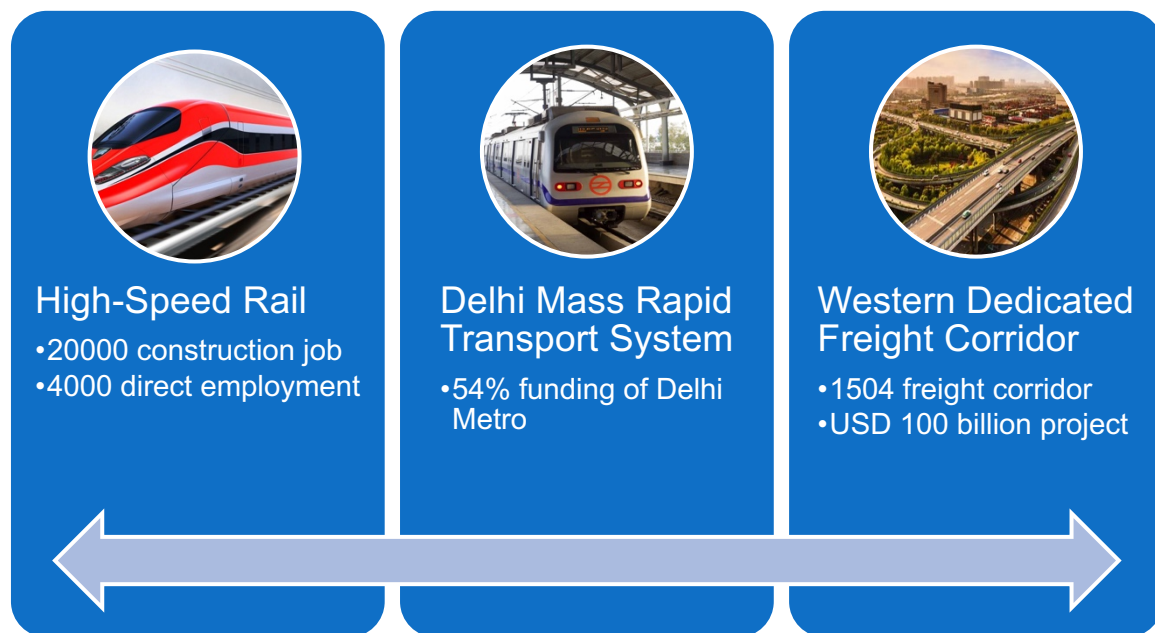 High-Speed Rail
•20000 construction job
•4000 direct employment
Delhi Mass Rapid
Transport System
•54% funding of Delhi
Metro
Western Dedicated
Freight Corridor
•1504 freight corridor
•USD 100 billion project